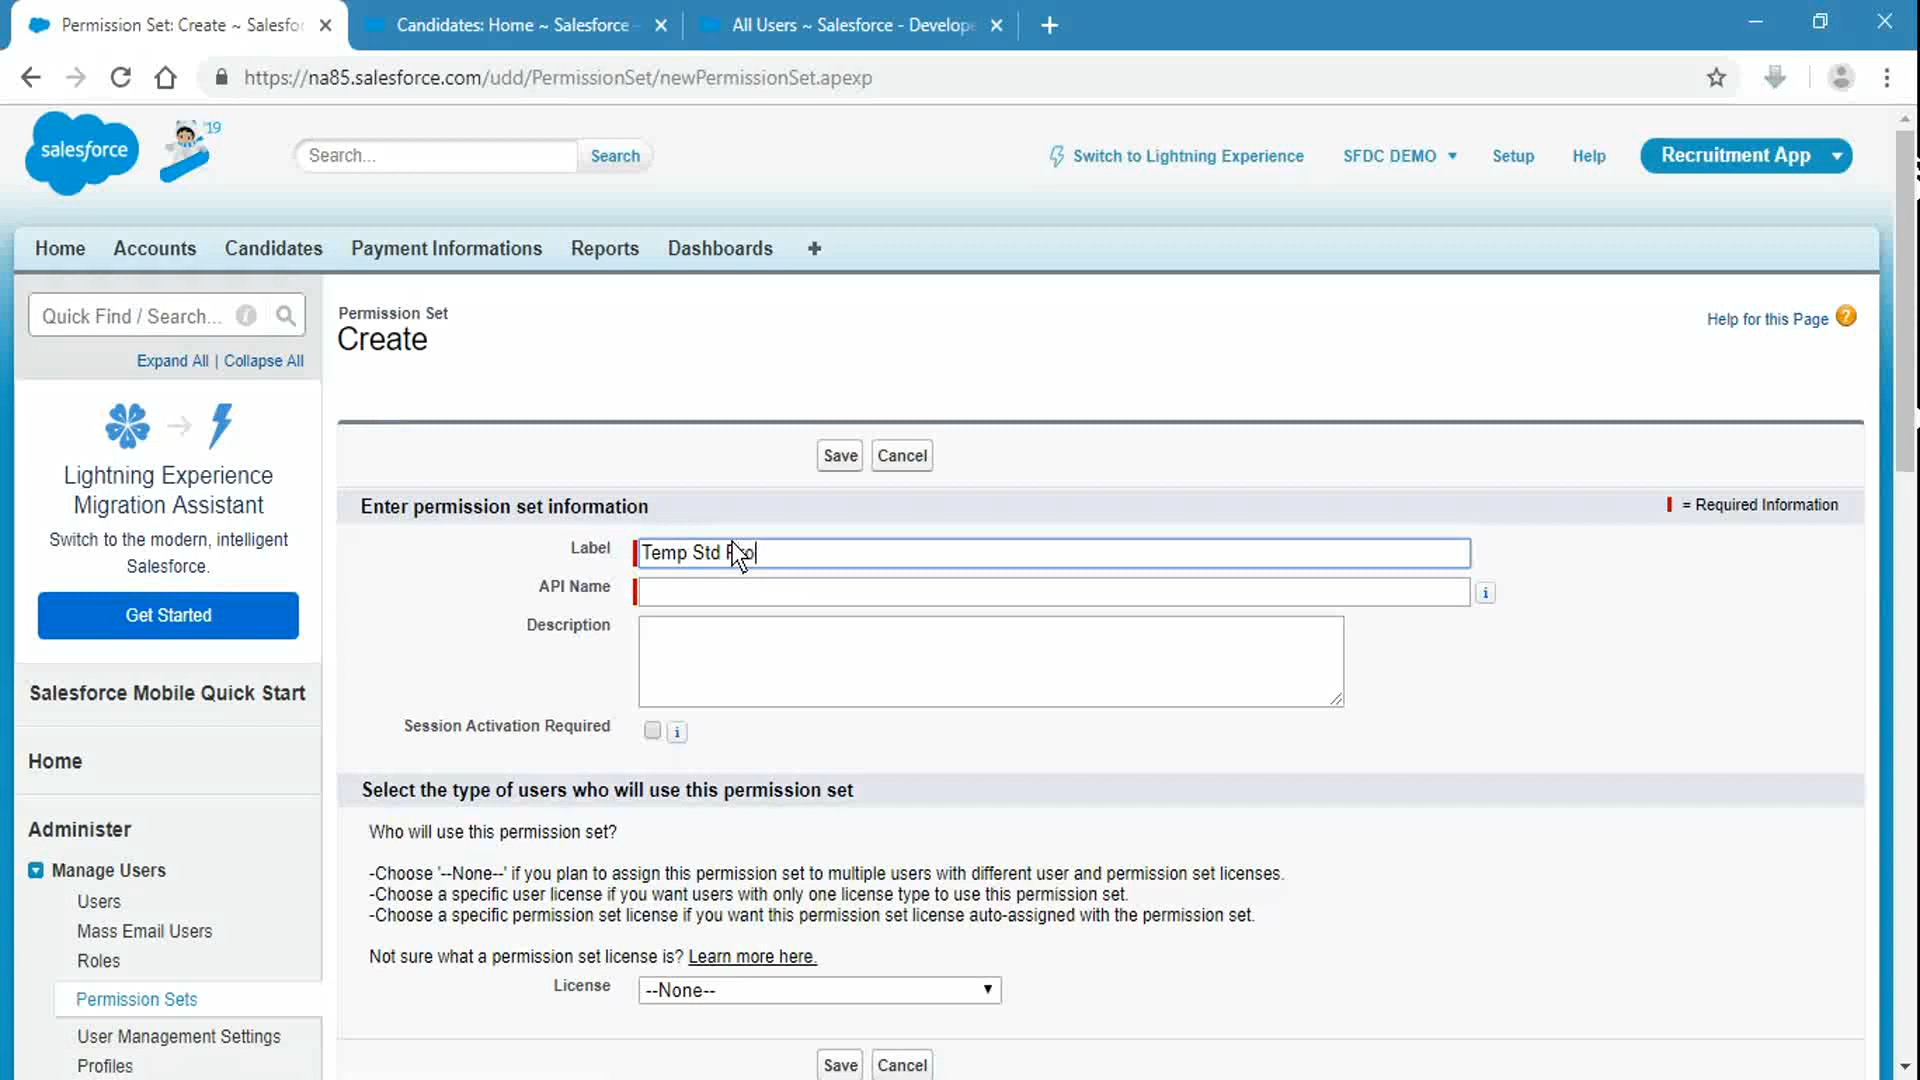 Permission Set: Create ~ Salesfo
Candidates: Home ~ Salesforce -
All Users ~ Salesforce - Develope
https://na85.salesforce.com/udd/PermissionSet/newPermissionSet.apexp
salesforce
'19
Search...
Search
Switch to Lightning Experience
SFDC DEMO
Setup
Help
Recruitment App
Home
Accounts
Candidates
Payment Informations
Reports
Dashboards
Quick Find / Search...
Expand All | Collapse All
Lightning Experience
Migration Assistant
Switch to the modern, intelligent
Salesforce.
Get Started
Salesforce Mobile Quick Start
Home
Administer
Manage Users
Users
Mass Email Users
Roles
Permission Sets
User Management Settings
Profiles
Permission Set
Create
Help for this Page
Save
Cancel
Enter permission set information
= Required Information
Label
Temp Std
API Name
Description
Session Activation Required
Select the type of users who will use this permission set
Who will use this permission set?
-Choose '--None--' if you plan to assign this permission set to multiple users with different user and permission set licenses.
-Choose a specific user license if you want users with only one license type to use this permission set.
-Choose a specific permission set license if you want this permission set license auto-assigned with the permission set.
Not sure what a permission set license is? Learn more here.
License
--None--
Save
Cancel